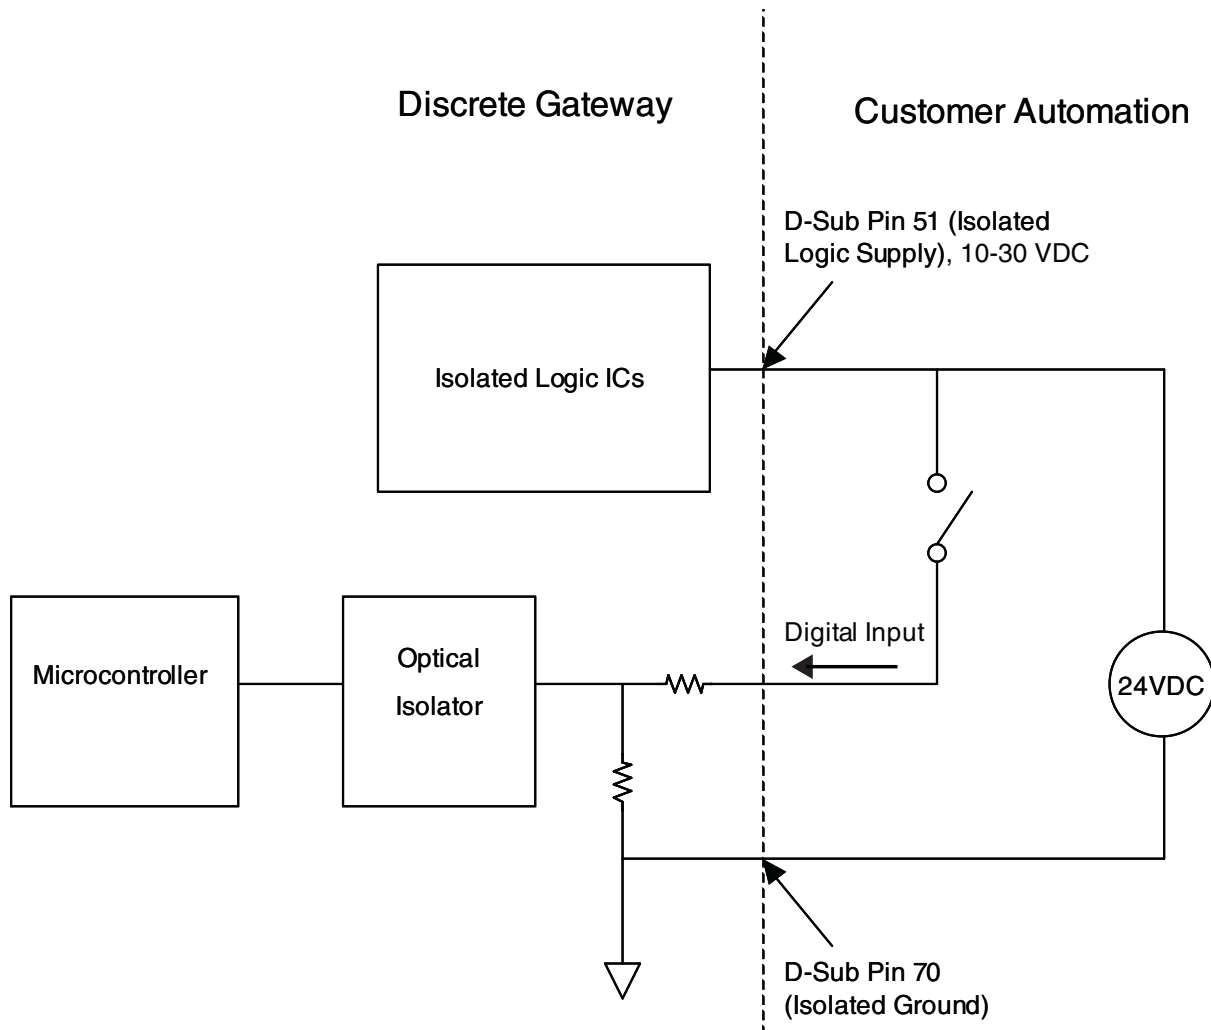 Discrete Gateway
Customer Automation
D-Sub Pin 51 (Isolated
Logic Supply), 10-30 VDC
Isolated Logic ICs
Digital Input
Microcontroller
Optical
Isolator
24VDC
D-Sub Pin 70
(Isolated Ground)